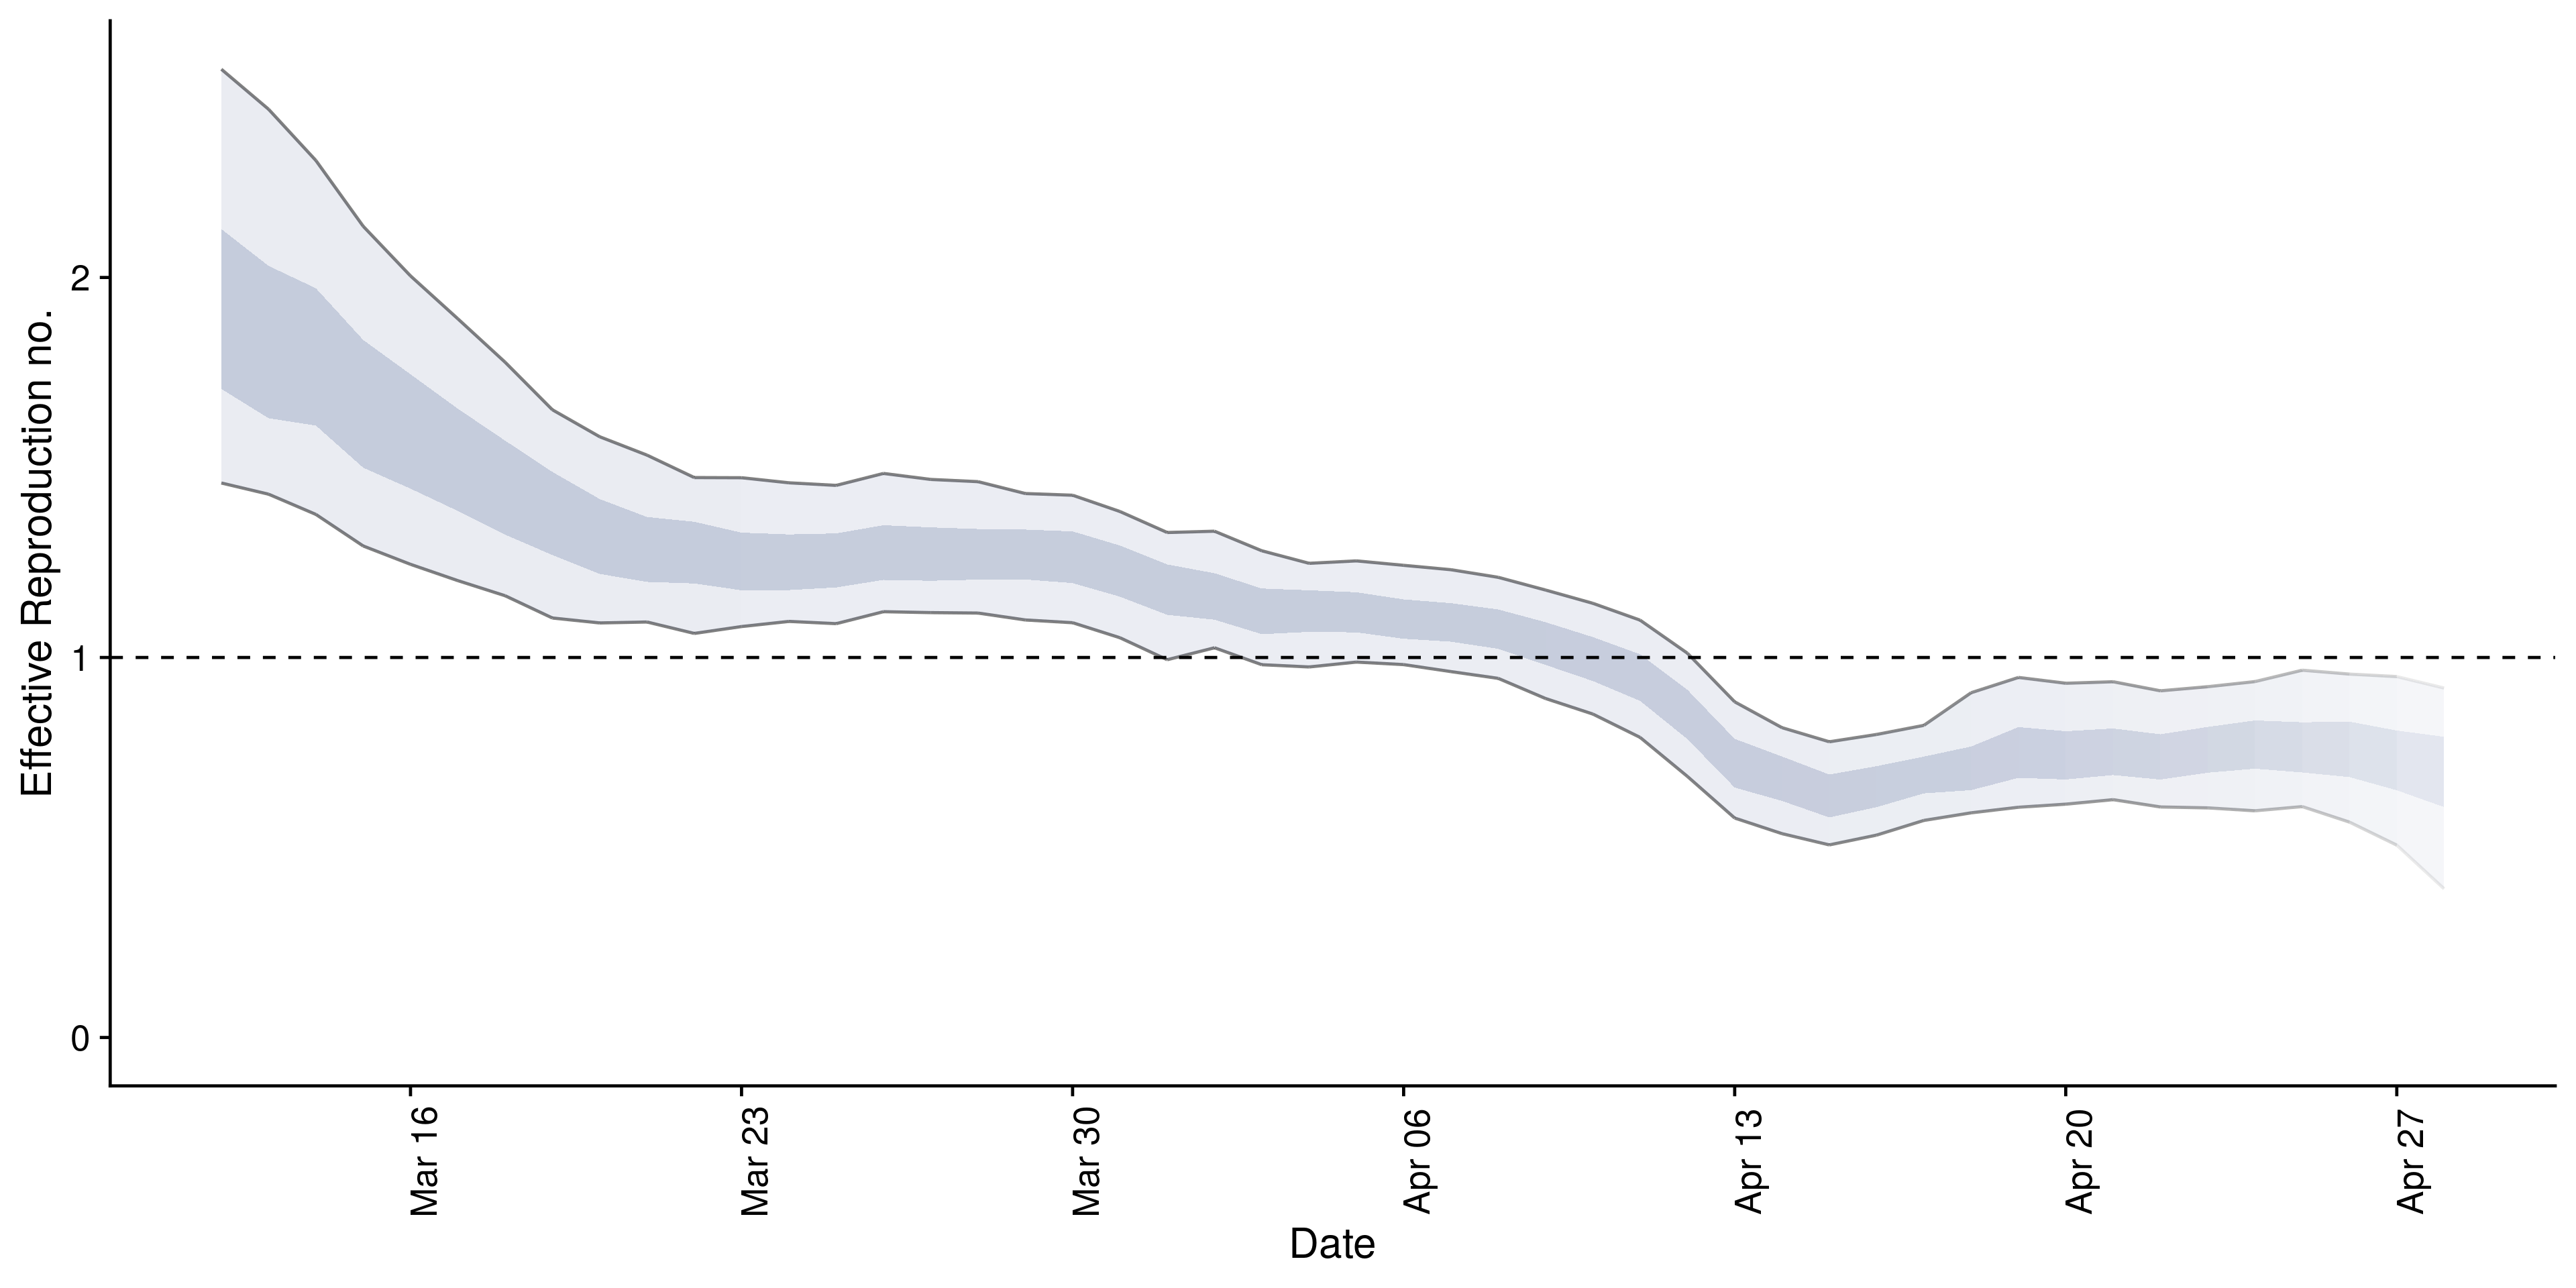 Effective Reproduction no.
2
1
0
Mar 16
Mar 23
Mar 30
Apr 06
Apr 13
Apr 20
Apr 27
Date